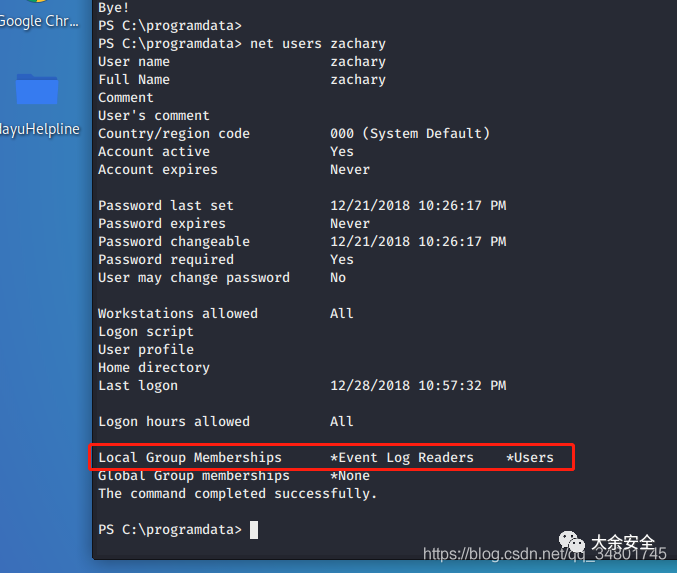 Google Chr...
ayuHelpline
Bye!
PS C:\programdata>
PS C:\programdata> net users zachary
User name zachary
Full Name zachary
Comment
User's comment
Country/region code 000 (System Default)
Account active Yes
Account expires Never
Password last set 12/21/2018 10:26:17 PM
Password expires Never
Password changeable 12/21/2018 10:26:17 PM
Password required Yes
User may change password No
Workstations allowed All
Logon script
User profile
Home directory
Last logon 12/28/2018 10:57:32 PM
Logon hours allowed All
Local Group Memberships *Event Log Readers *Users
Global Group memberships *None
The command completed successfully.
PS C:\programdata>
大余安全
https://blog.csdn.net/qq_34801745